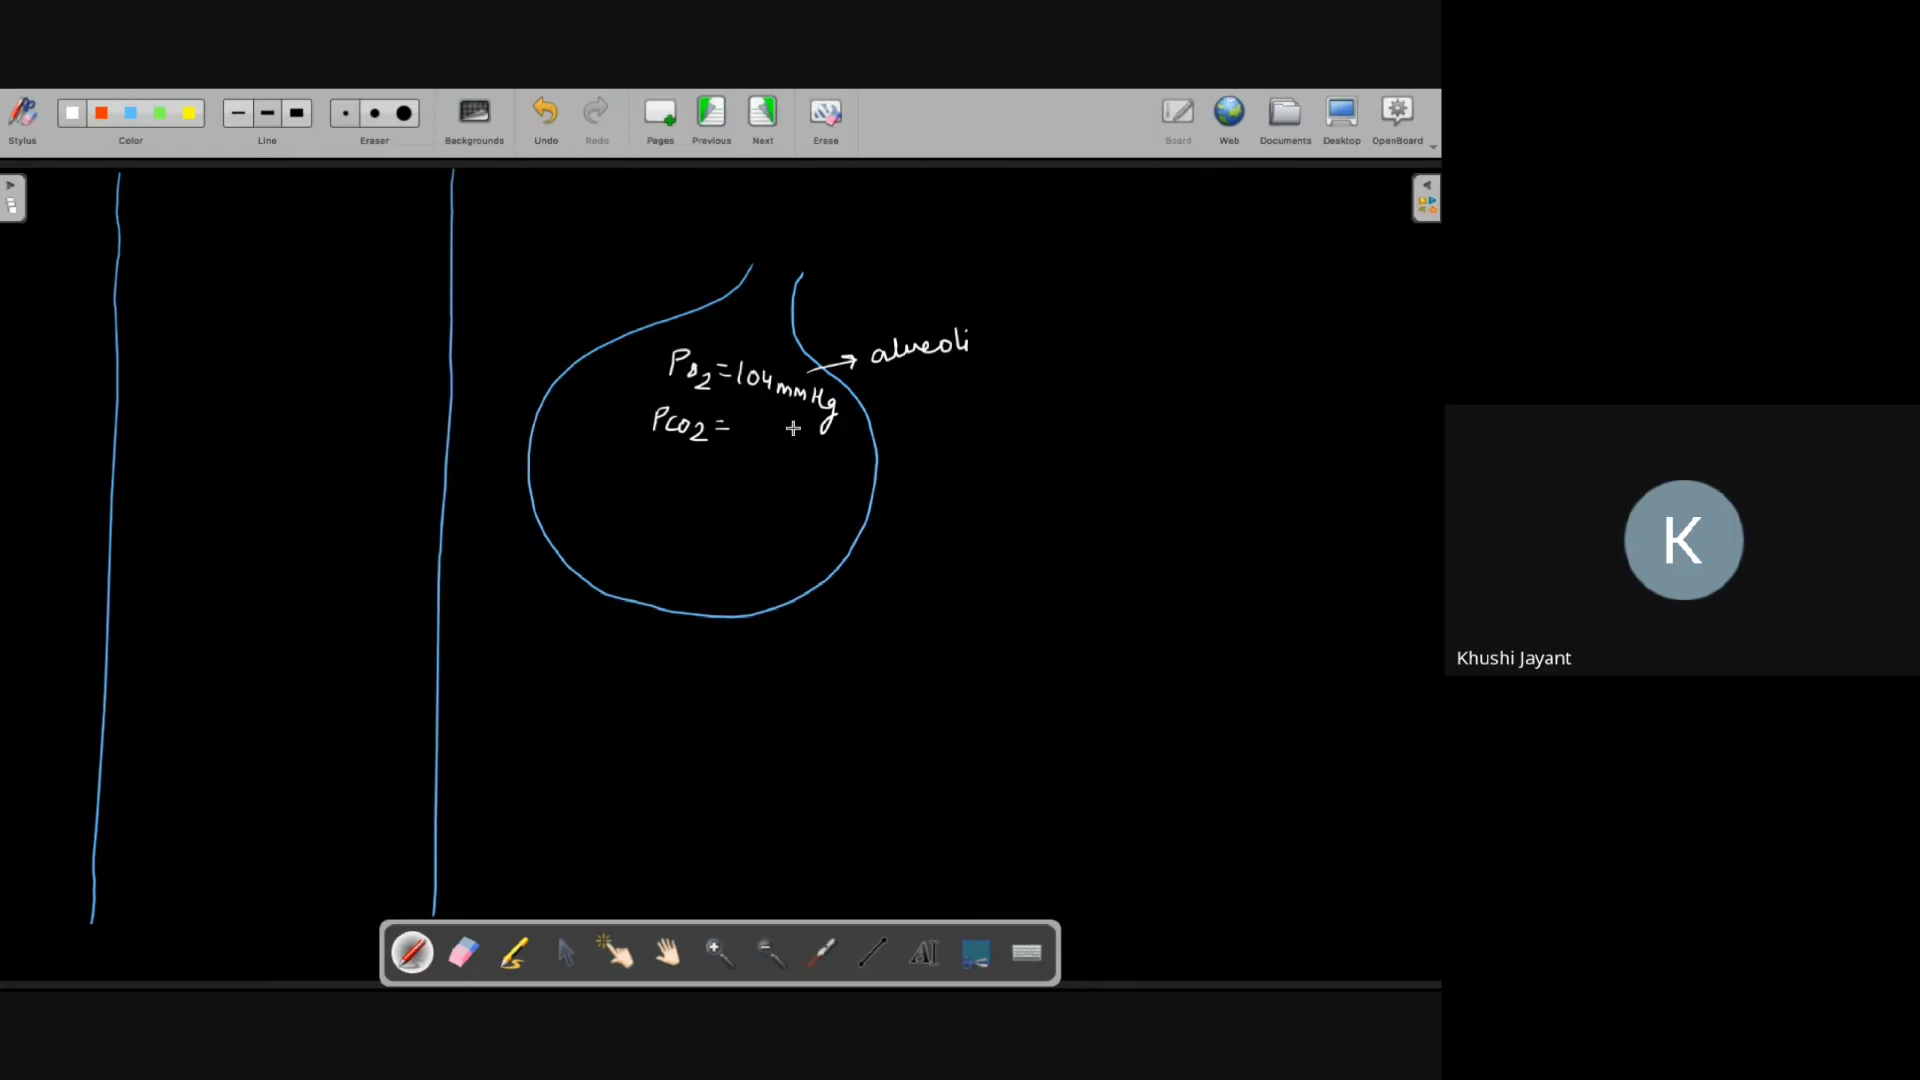 Stylus
Color
Line
Eraser
Backgrounds
Undo
Redo
Pages
Previous
Next
Erase
Board
Web
Documents
Desktop
OpenBoard
alveoli
PO2 = 104 mmHg
PCO2 =
AI
K
Khushi Jayant